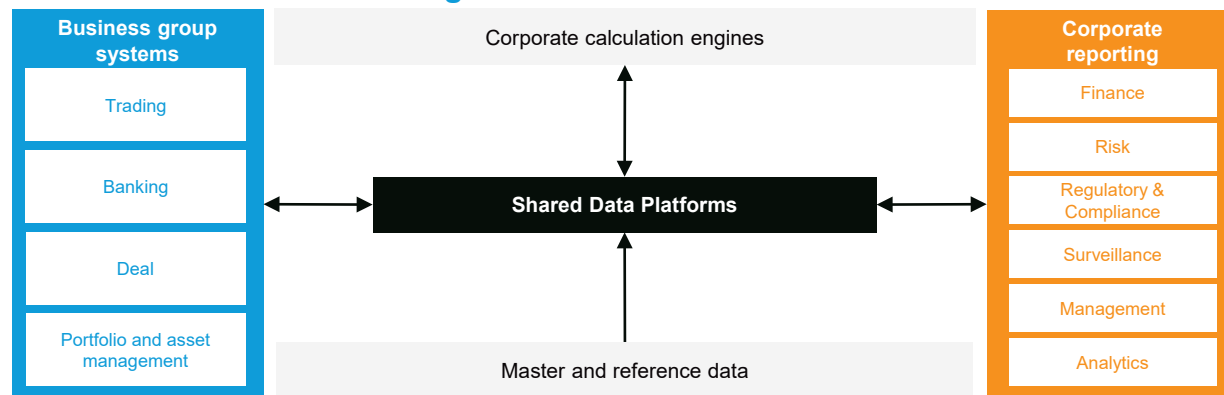 Business group
systems
Trading
Banking
Deal
Portfolio and asset
management
Corporate calculation engines
Shared Data Platforms
Master and reference data
Corporate
reporting
Finance
Risk
Regulatory &
Compliance
Surveillance
Management
Analytics